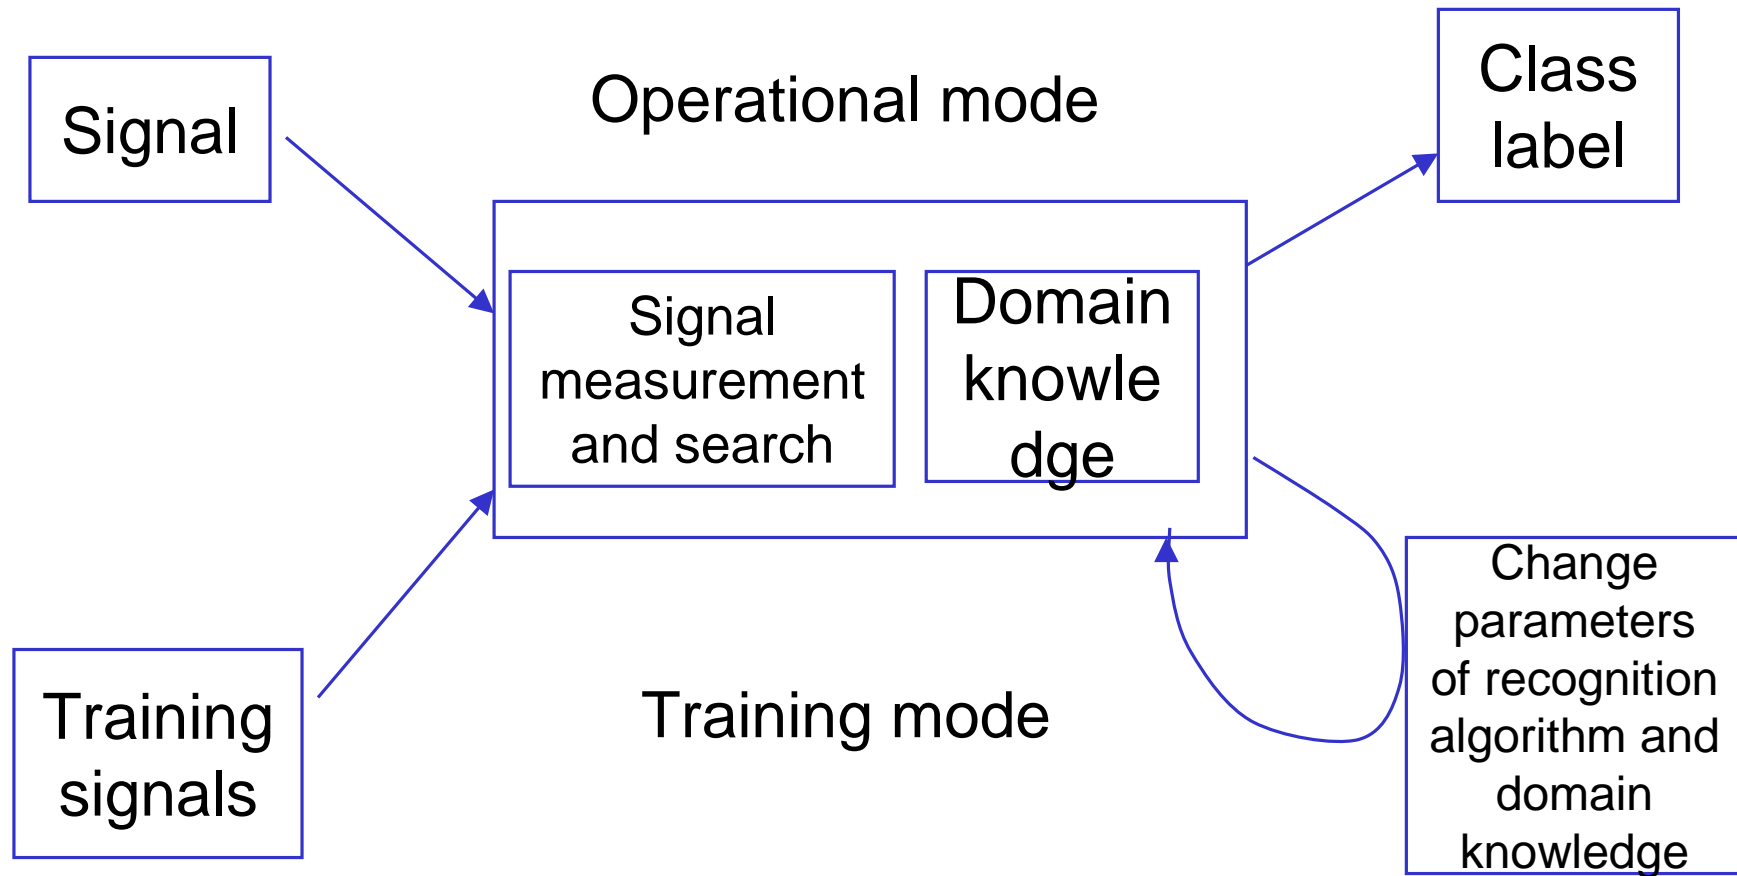 Signal
Operational mode
Class
label
Signal
measurement
and search
Domain
knowle
dge
Training
signals
Training mode
Change
parameters
of recognition
algorithm and
domain
knowledge